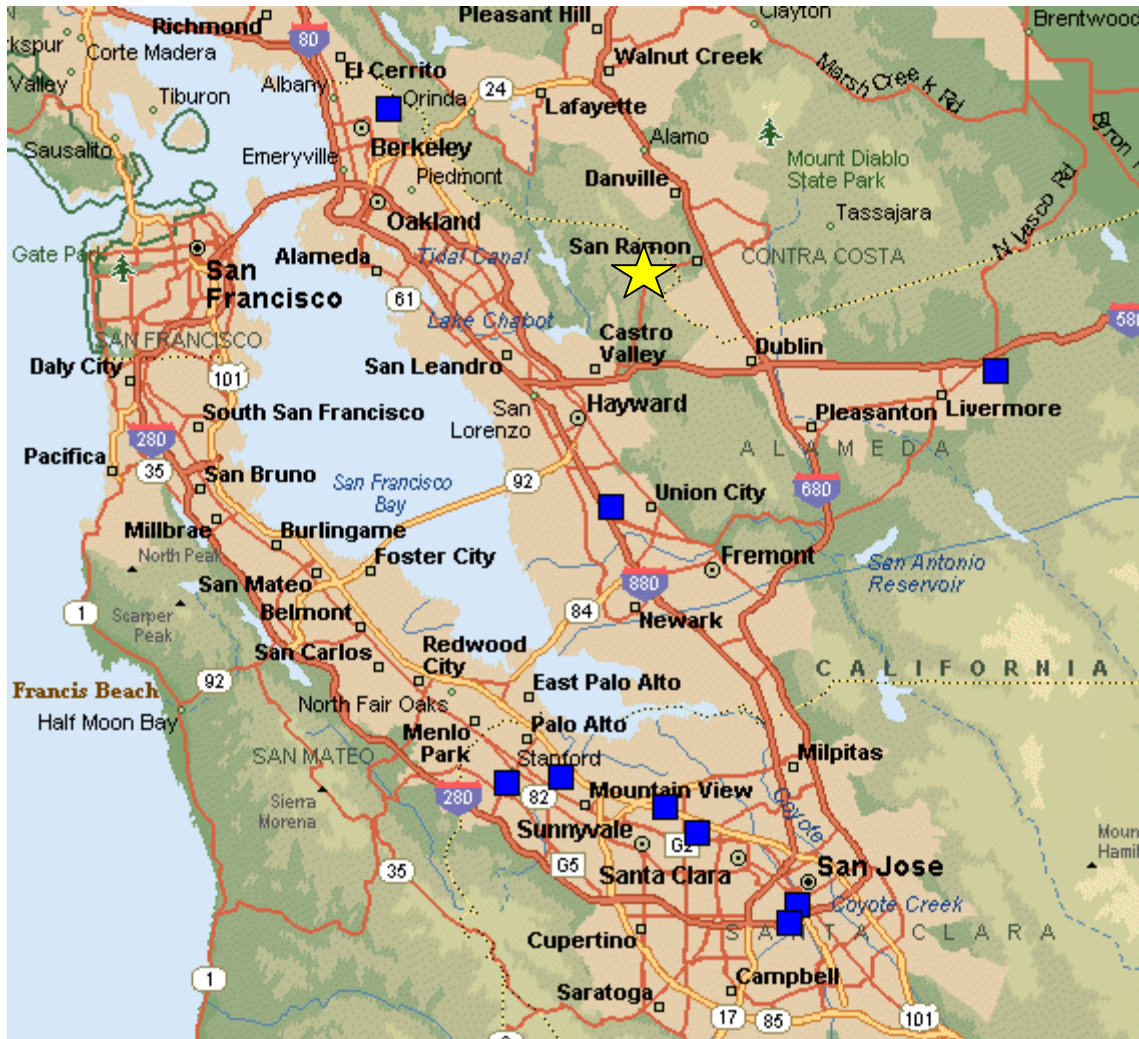 Richmond
Pleasant Hill
Clayton
Brentwood
kspur
Corte Madera
80
El Cerrito
Walnut Creek
Valley
Tiburon
Albany
Orinda
24
Lafayette
Marsh Creek Rd
Sausalito
Emeryville
Berkeley
Alamo
Byron
Piedmont
Danville
Mount Diablo
State Park
Oakland
Tassajara
N Vasco Rd
Gate Park
San
Francisco
Alameda
Tidal Canal
San Ramon
CONTRA COSTA
61
Lake Chabot
Castro
Valley
580
SAN FRANCISCO
Daly City
101
San Leandro
Dublin
South San Francisco
San
Lorenzo
Hayward
Pleasanton
Livermore
280
ALAMEDA
Pacifica
35
San Bruno
San Francisco
Bay
92
Union City
680
Millbrae
Burlingame
North Peak
Foster City
Fremont
San Antonio
Reservoir
San Mateo
880
1
Scarper
Peak
Belmont
84
Newark
San Carlos
Redwood
City
CALIFORNIA
92
Francis Beach
Half Moon Bay
North Fair Oaks
East Palo Alto
Menlo
Park
Palo Alto
SAN MATEO
Stanford
Milpitas
Sierra
Morena
280
82
Mountain View
Coyote
Sunnyvale
G2
Moun
Hamil
35
G5
Santa Clara
San Jose
Coyote Creek
Cupertino
SANTA CLARA
1
Campbell
Saratoga
17
85
101